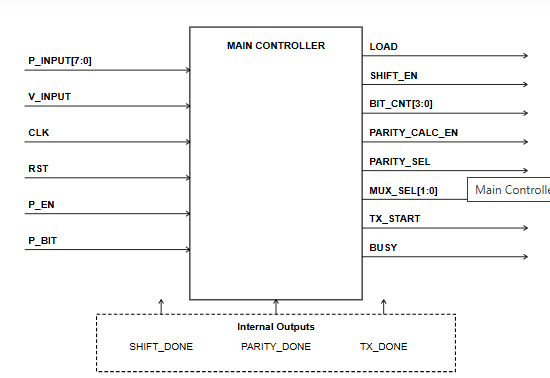 MAIN CONTROLLER
P_INPUT[7:0]
V_INPUT
CLK
RST
P_EN
P_BIT
LOAD
SHIFT_EN
BIT_CNT[3:0]
PARITY_CALC_EN
PARITY_SEL
MUX_SEL[1:0]
Main Controlle
TX_START
BUSY
Internal Outputs
SHIFT_DONE PARITY_DONE TX_DONE